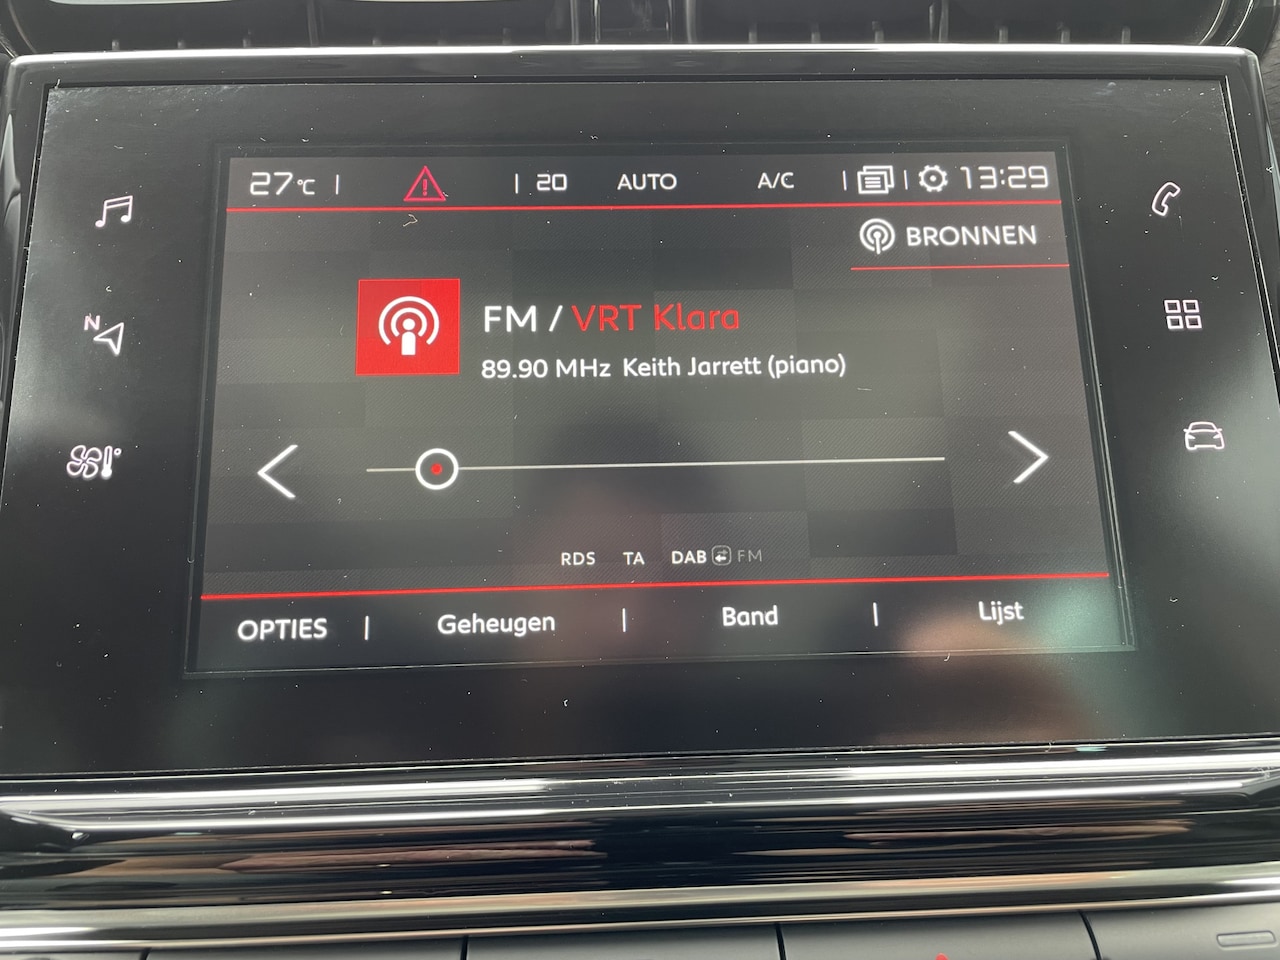 27°C | | 20 AUTO A/C | | 13:29
BRONNEN
FM / VRT Klara
89.90 MHz Keith Jarrett (piano)
N
RDS TA DAB FM
OPTIES | Geheugen | Band | Lijst